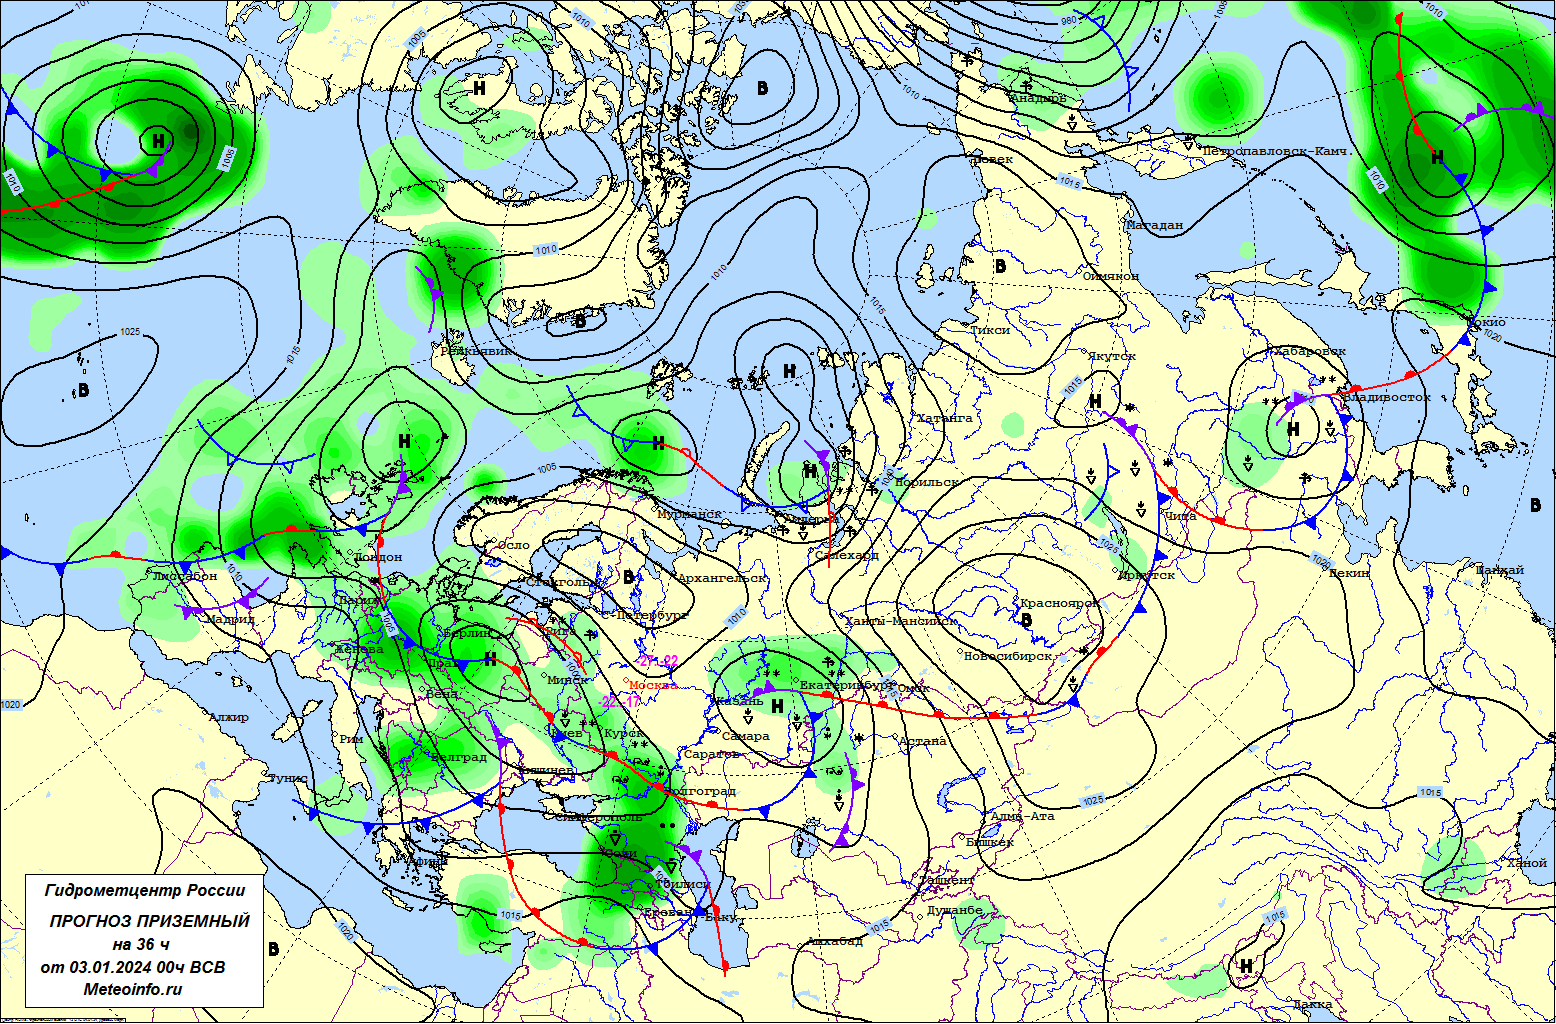 980
1005
1010
1010
1005
1010
1010
Анадырь
Н
В
Н
Н
Петропавловск-Камч.
Певек
1005
1010
1015
1010
Магадан
1010
1010
В
Оймякон
1015
В
Тикси
Токио
1025
1020
Рейкьявик
1015
Хабаровск
Якутск
В
Н
1015
Н
Владивосток
Хатанга
Н
Н
Н
Н
1005
Норильск
В
Мурманск
Чита
Осло
Лондон
Салехард
1025
1020
Лиссабон
1010
Стокгольм
В
Архангельск
Иркутск
Пекин
Шанхай
Париж
Мадрид
С-Петербург
1010
Красноярск
Ханты-Мансийск
В
Берлин
Рига
Женева
Прага
Н
-27.-22
Новосибирск
Минск
Москва
Екатеринбург
Омск
Вена
-22.-17
Казань
Н
1020
Алжир
Киев
Курск
Самара
Рим
Астана
Белград
Саратов
Кишинев
Тунис
Волгоград
1025
1015
Симферополь
Алма-Ата
Сочи
Бишкек
Афины
Ханой
Тбилиси
Ташкент
Ереван
Баку
Душанбе
1015
1015
1015
1020
Ашхабад
В
Н
Дакка
Гидрометцентр России
ПРОГНОЗ ПРИЗЕМНЫЙ
на 36 ч
от 03.01.2024 00ч ВСВ
Meteoinfo.ru